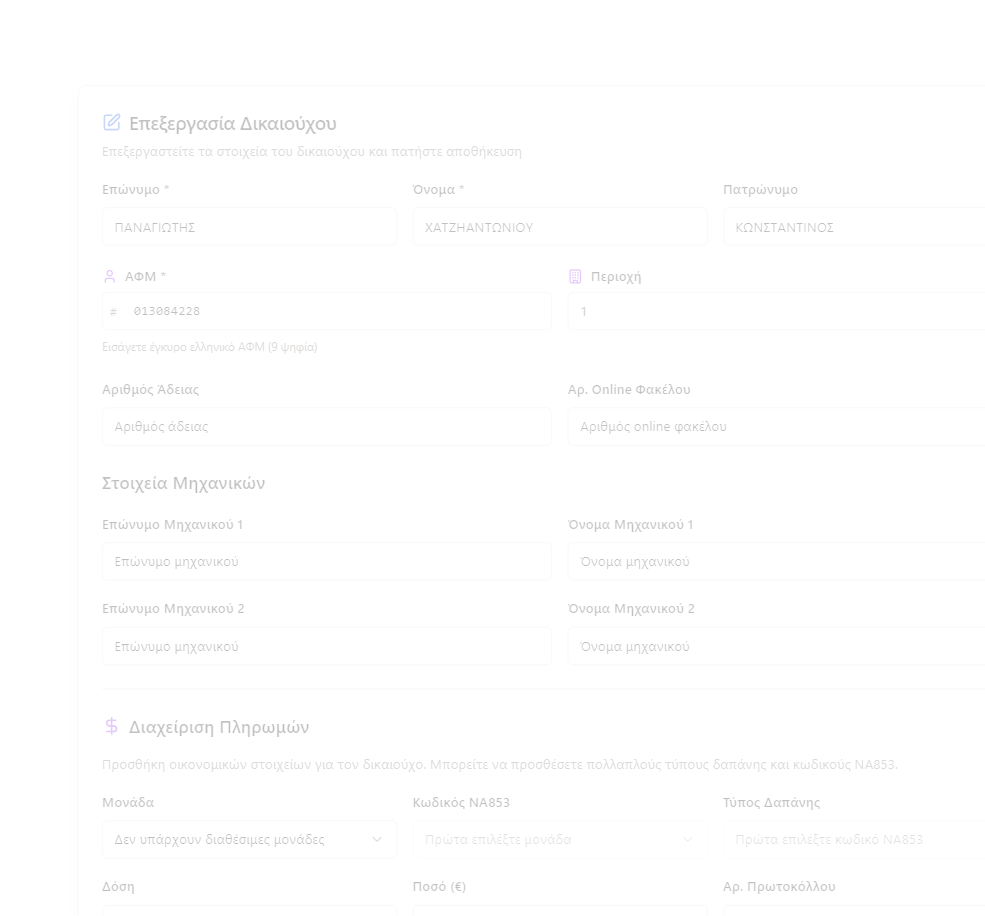 Επεξεργασία Δικαιούχου
Επεξεργαστείτε τα στοιχεία του δικαιούχου και πατήστε αποθήκευση
Επώνυμο * Όνομα * Πατρώνυμο
ΠΑΝΑΓΙΩΤΗΣ ΧΑΤΖΗΑΝΤΩΝΙΟΥ ΚΩΝΣΤΑΝΤΙΝΟΣ
ΑΦΜ * Περιοχή
# 013084228 1
Εισάγετε έγκυρο ελληνικό ΑΦΜ (9 ψηφία)
Αριθμός Άδειας Αρ. Online Φακέλου
Αριθμός άδειας Αριθμός online φακέλου
Στοιχεία Μηχανικών
Επώνυμο Μηχανικού 1 Όνομα Μηχανικού 1
Επώνυμο μηχανικού Όνομα μηχανικού
Επώνυμο Μηχανικού 2 Όνομα Μηχανικού 2
Επώνυμο μηχανικού Όνομα μηχανικού
Διαχείριση Πληρωμών
Προσθήκη οικονομικών στοιχείων για τον δικαιούχο. Μπορείτε να προσθέσετε πολλαπλούς τύπους δαπάνης και κωδικούς NA853.
Μονάδα Κωδικός NA853 Τύπος Δαπάνης
Δεν υπάρχουν διαθέσιμες μονάδες Πρώτα επιλέξτε μονάδα Πρώτα επιλέξτε κωδικό NA853
Δόση Ποσό (€) Αρ. Πρωτοκόλλου